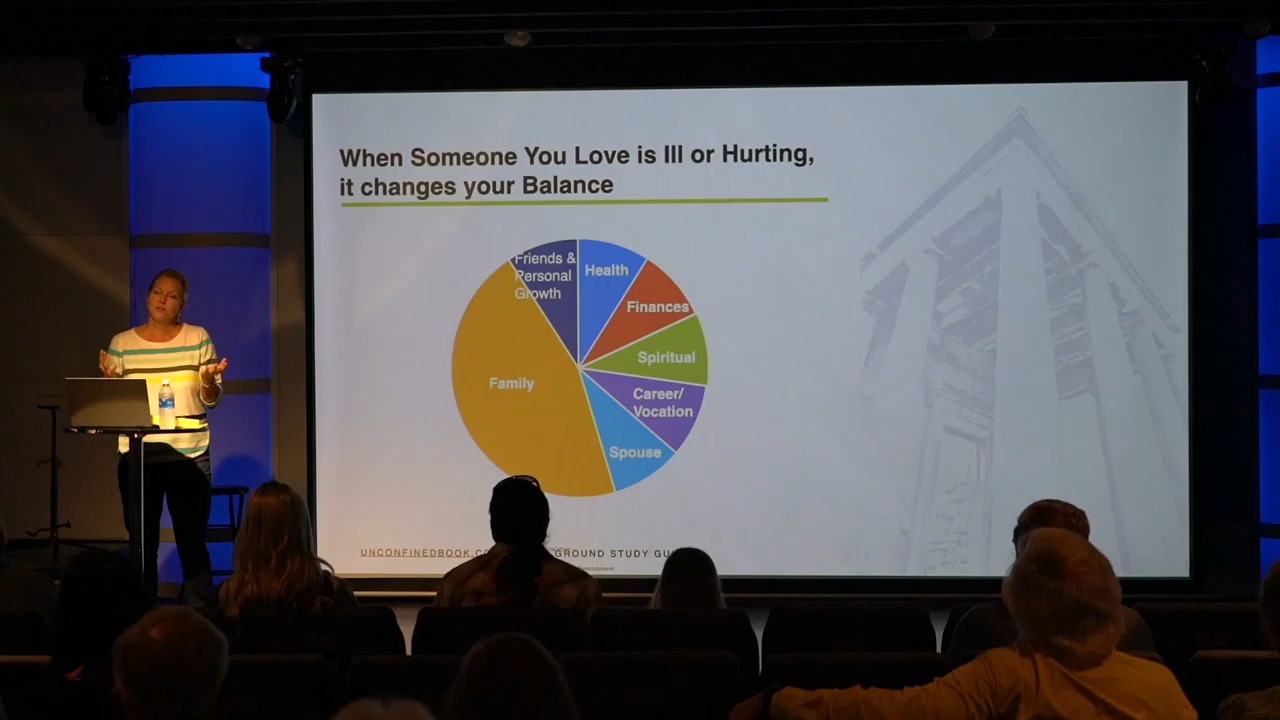 When Someone You Love is Ill or Hurting,
it changes your Balance
Friends &
Personal
Growth
Health
Finances
Spiritual
Career/
Vocation
Spouse
Family
UNCONFINEDBOOK.CO GROUND STUDY GU